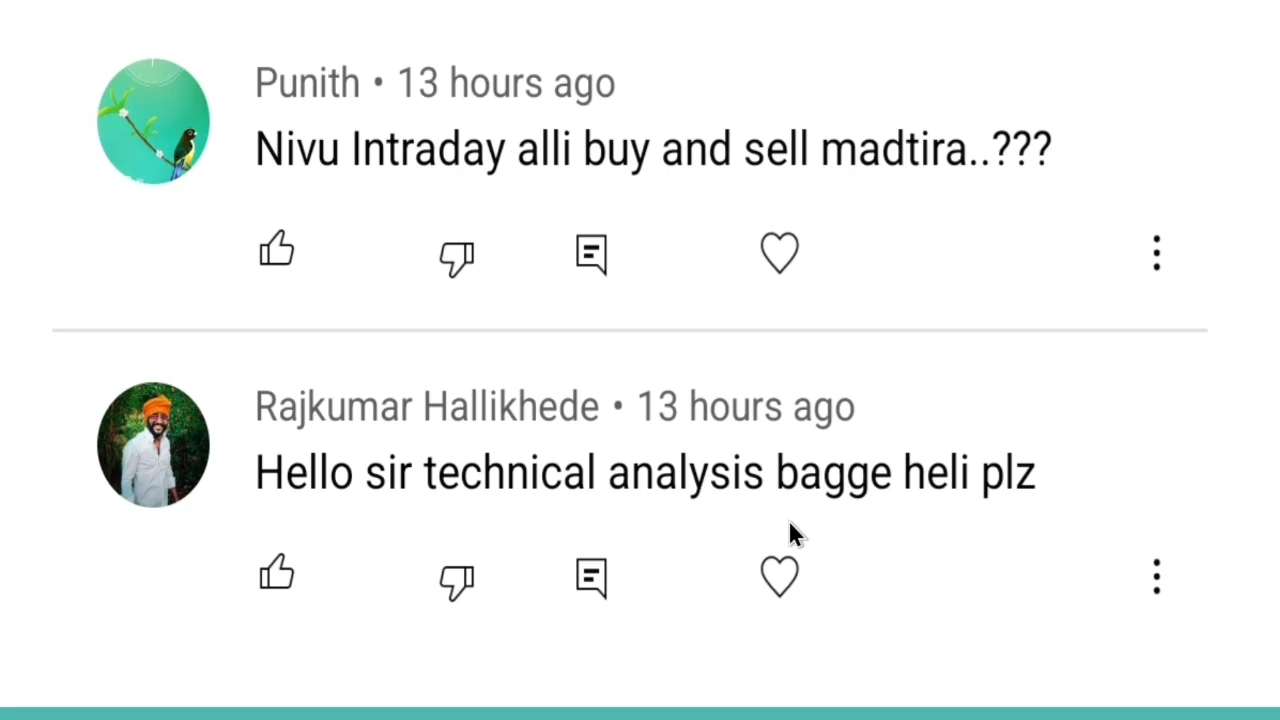 Punith • 13 hours ago
Nivu Intraday alli buy and sell madtira..???
Rajkumar Hallikhede • 13 hours ago
Hello sir technical analysis bagge heli plz